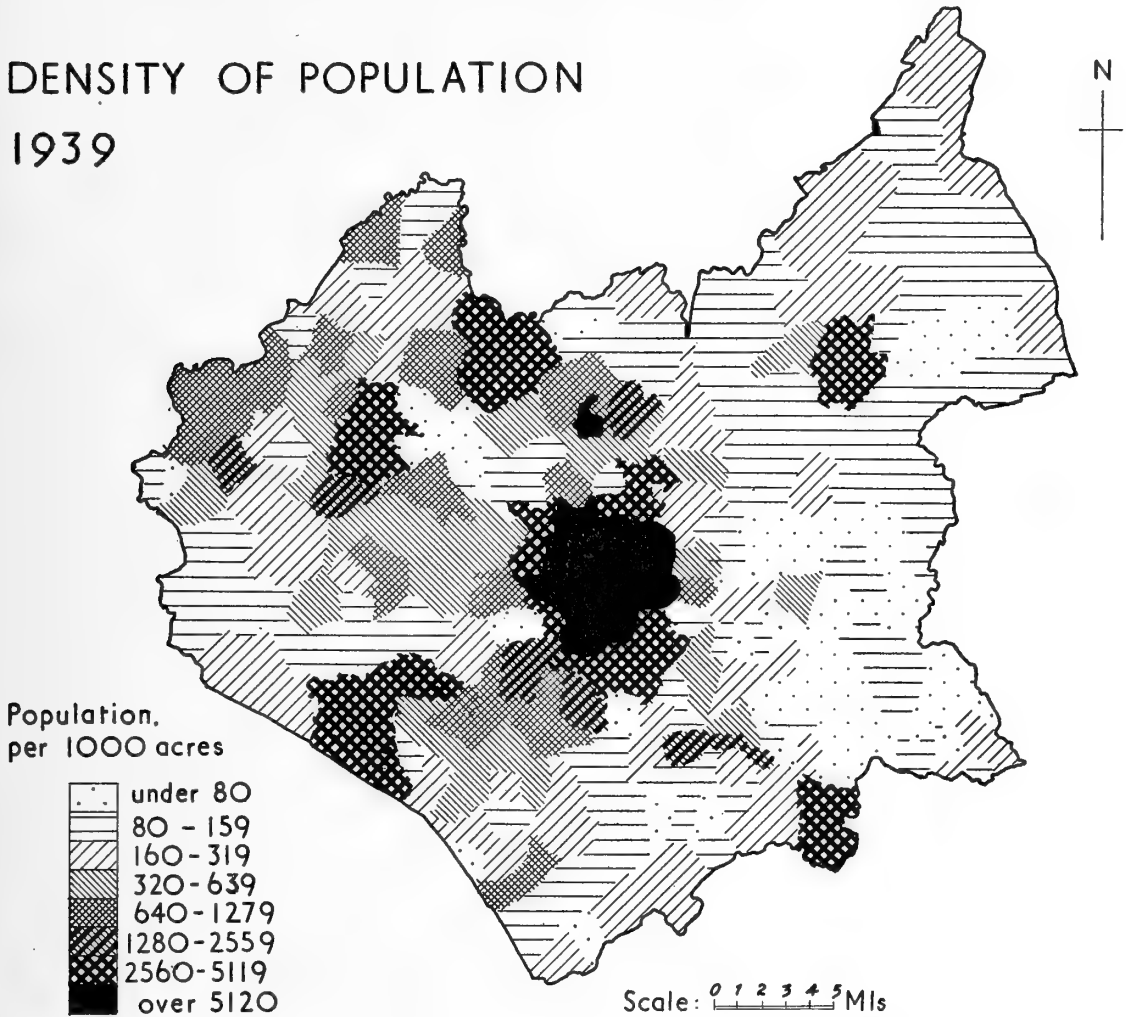 DENSITY OF POPULATION
1939
N
Population.
per 1000 acres
under 80
80 - 159
160-319
320-639
640-1279
1280-2559
2560-5119
over 5120
Scale: 0 1 2 3 4 5 Mls